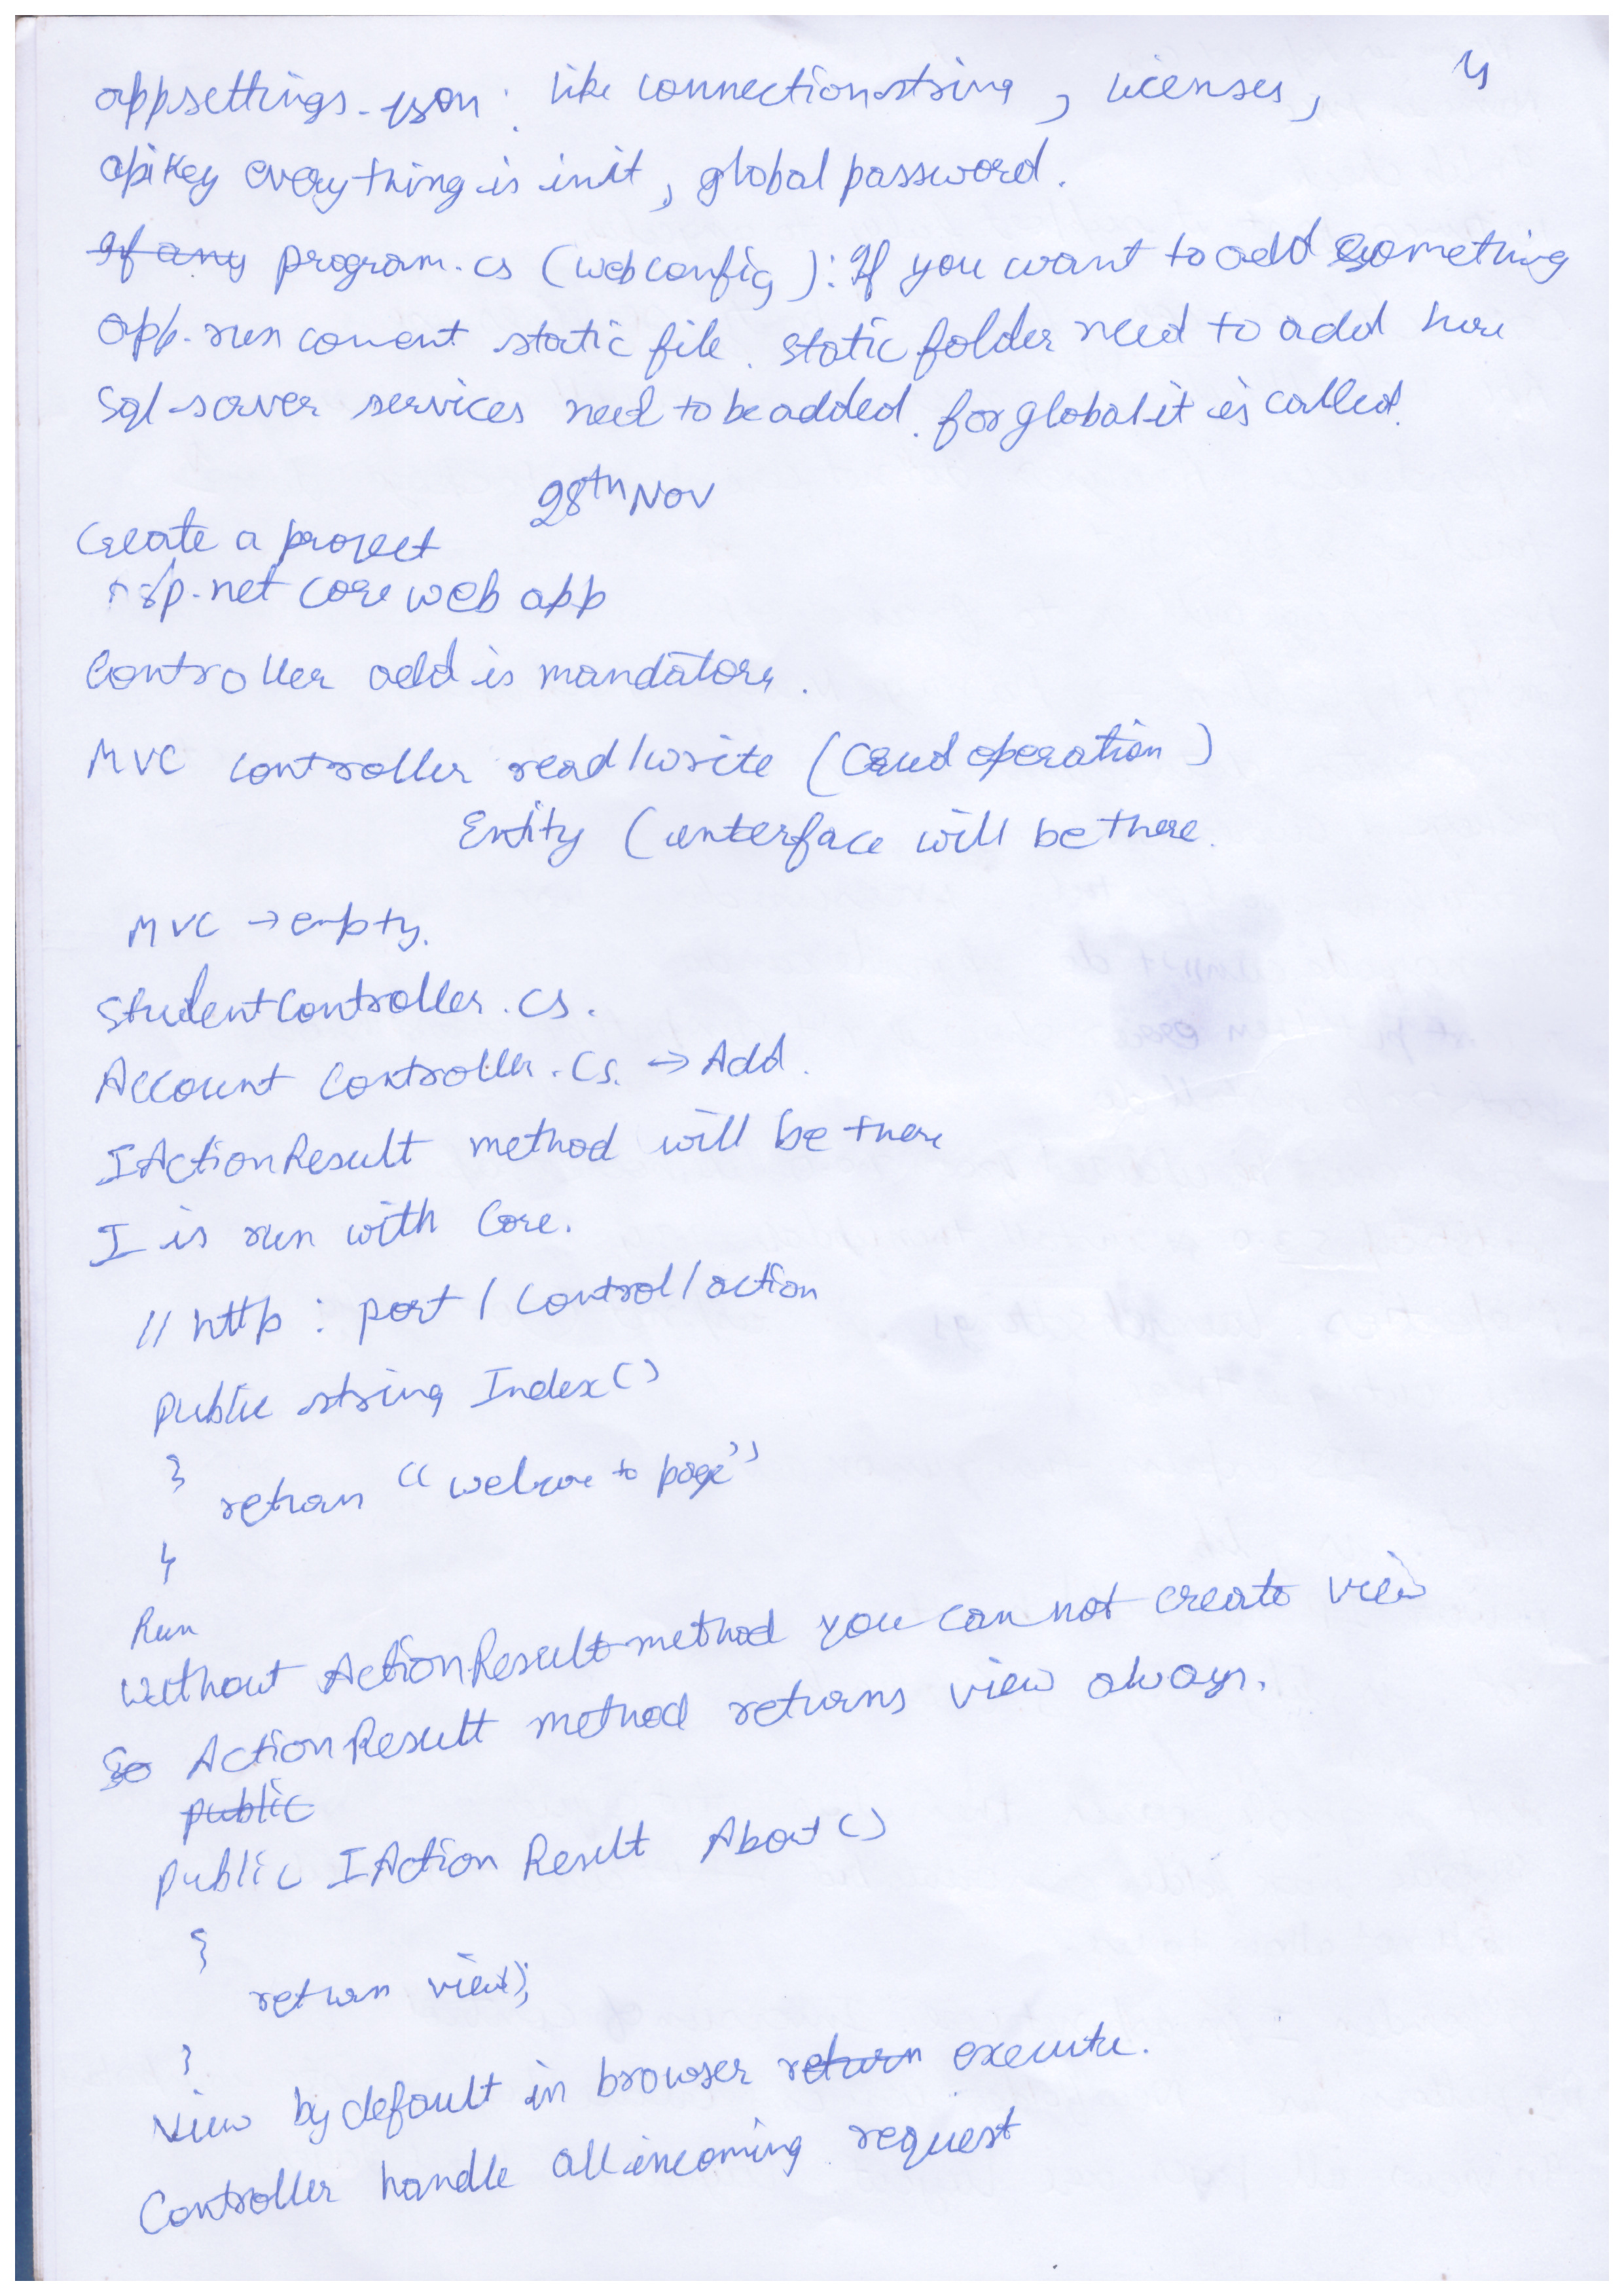 appsettings.json : like connectionstring , licenses, 4
apikey everything is init , global password.
If any program.cs (webconfig ) : If you want to add something
app.run convent static file . static folder need to add here
Sql-server services need to be added . for global it is called.
28th Nov
Create a project
asp.net core web app
Controller add is mandatory .
MVC controller read/write (Crud operation )
Entity ( interface will be there .
MVC → empty.
StudentController .cs .
Account Controller .cs. → Add .
IActionResult method will be there
I is run with Core.
// http : port / Control / action
public string Index()
{ return " welcome to page"
}
Run
Without ActionResult method you can not create view
So ActionResult method returns view always.
public
public IAction Result About ()
{
return view();
}
View by default in browser return execute.
Controller handle all incoming request